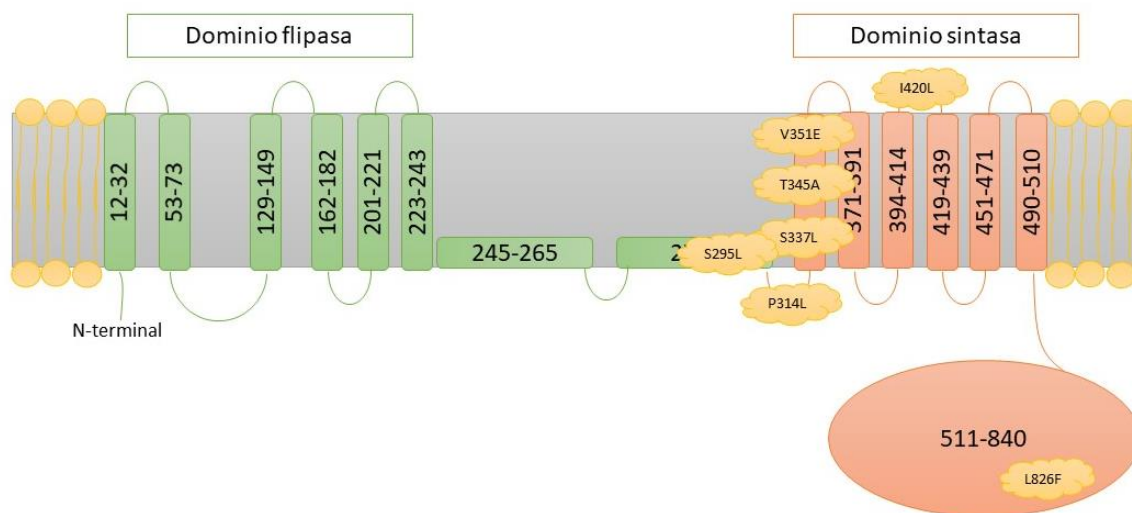 Dominio flipasa
Dominio sintasa
I420L
V351E
T345A
S337L
S295L
P314L
12-32
53-73
129-149
162-182
201-221
223-243
245-265
394-414
419-439
451-471
490-510
N-terminal
511-840
L826F